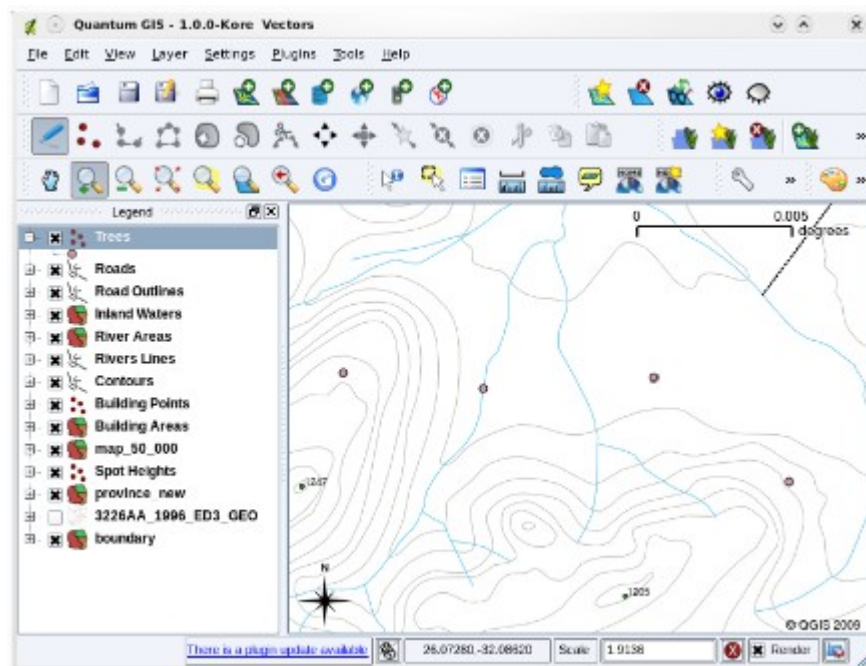 Quantum GIS - 1.0.0-Kore Vectors
File Edit View Layer Settings Plugins Tools Help
Legend
Trees
Roads
Road Outlines
Inland Waters
River Areas
Rivers Lines
Contours
Building Points
Building Areas
map_50_000
Spot Heights
province_new
3226AA_1996_ED3_GEO
boundary
0 0.005
degrees
1247
1265
N
© QGIS 2009
There is a plugin update available
26.07280,-32.08620
Scale
1.9138
Render